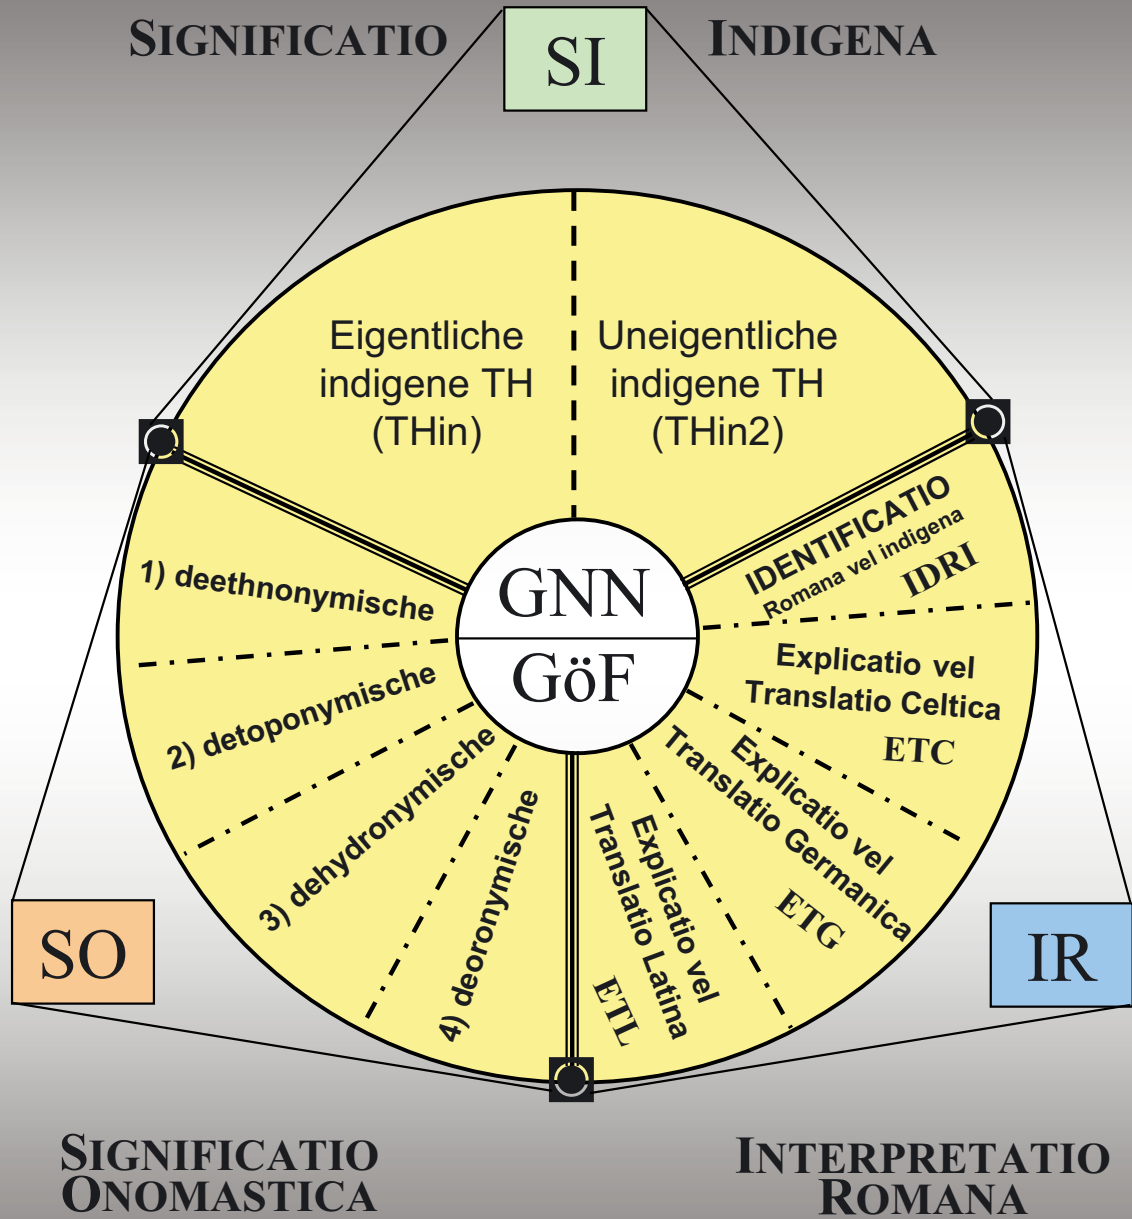 SIGNIFICATIO
SI
INDIGENA
Eigentliche
indigene TH
(THin)
Uneigentliche
indigene TH
(THin2)
IDENTIFICATIO
Romana vel indigena
IDRI
1) deethnonymische
GNN
GöF
Explicatio vel
Translatio Celtica
ETC
2) detoponymische
Explicatio vel
Translatio Germanica
ETG
3) dehydronymische
4) deoronymische
Explicatio vel
Translatio Latina
ETL
SO
IR
SIGNIFICATIO
ONOMASTICA
INTERPRETATIO
ROMANA